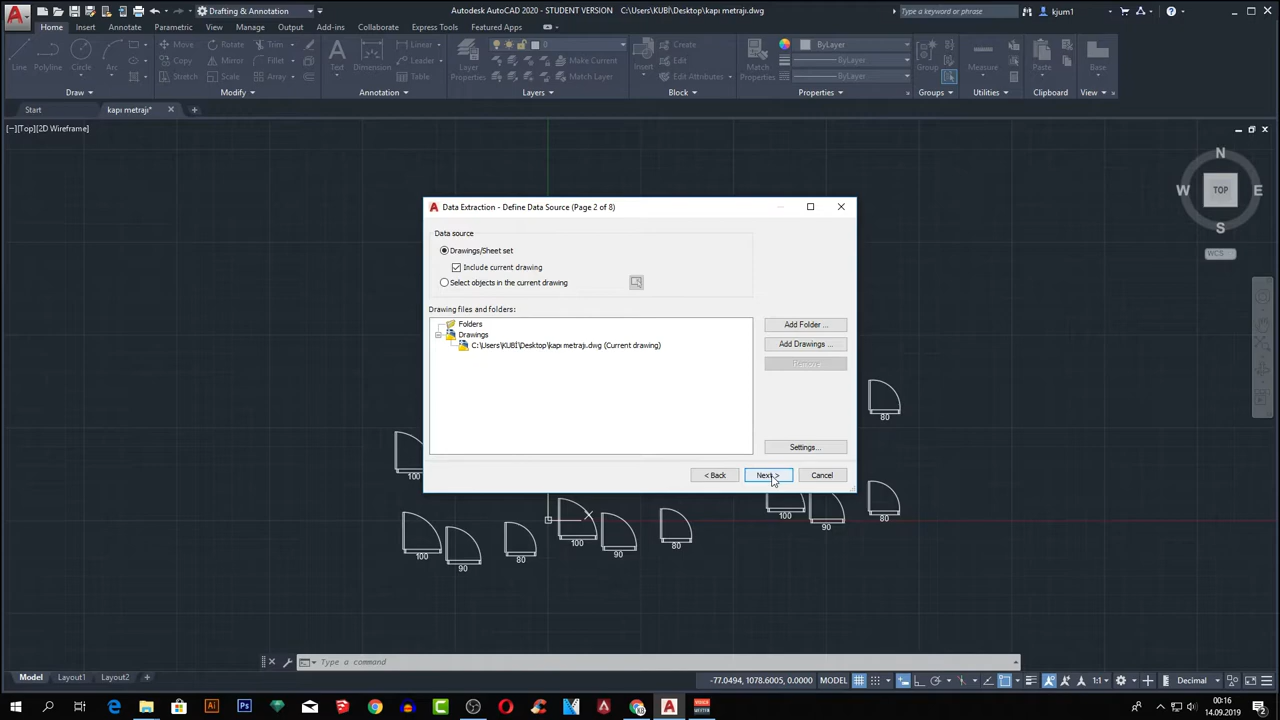 Drafting & Annotation
Autodesk AutoCAD 2020 - STUDENT VERSION C:\Users\KUBİ\Desktop\kapı metrajı.dwg
Type a keyword or phrase
kjum1
Home Insert Annotate Parametric View Manage Output Add-ins Collaborate Express Tools Featured Apps
Line Polyline Circle Arc
Move Rotate Trim
Copy Mirror Fillet
Stretch Scale Array
Text Dimension
Linear
Leader
Table
Layer
Properties
0
Make Current
Match Layer
Insert
Create
Edit
Edit Attributes
Match
Properties
ByLayer
ByLayer
ByLayer
Group
Measure
Paste
Base
Draw Modify Annotation Layers Block Properties Groups Utilities Clipboard View
Start kapı metrajı*
[−][Top][2D Wireframe]
N
W TOP E
S
WCS
Data Extraction - Define Data Source (Page 2 of 8)
Data source
Drawings/Sheet set
Include current drawing
Select objects in the current drawing
Drawing files and folders:
Folders
Drawings
C:\Users\KUBİ\Desktop\kapı metrajı.dwg (Current drawing)
Add Folder ...
Add Drawings ...
Remove
Settings...
< Back
Next >
Cancel
80
100
100
90
80
100
90
80
100
90
80
Type a command
Model Layout1 Layout2
-77.0494, 1078.6005, 0.0000 MODEL
1:1
Decimal
00:16
14.09.2019